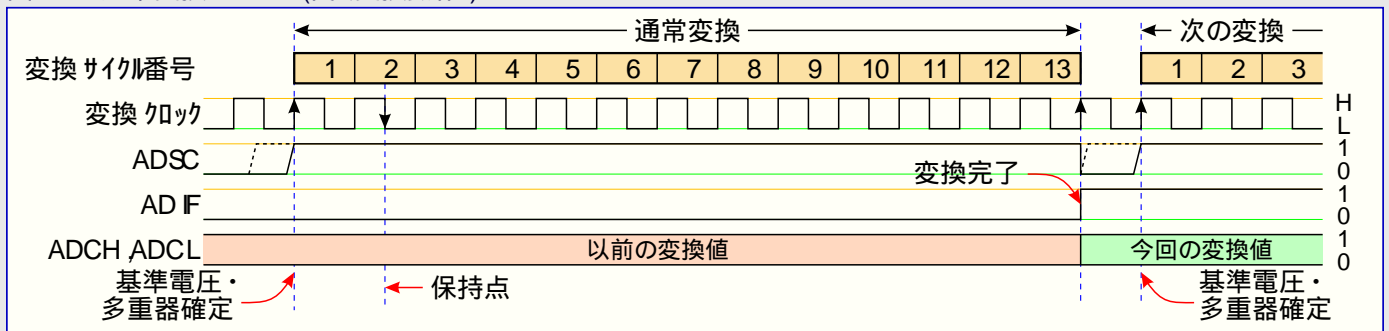 通常変換
次の変換
変換サイクル番号 1 2 3 4 5 6 7 8 9 10 11 12 13 1 2 3
変換クロック
H
L
ADSC
1
0
変換完了
ADIF
1
0
ADCH,ADCL
以前の変換値
今回の変換値
1
0
基準電圧・
多重器確定
保持点
基準電圧・
多重器確定